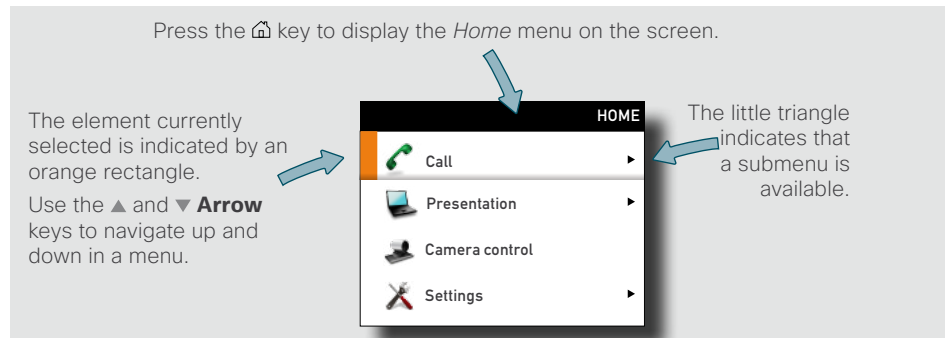 Press the key to display the Home menu on the screen.
The element currently
selected is indicated by an
orange rectangle.
Use the ▲ and ▼ Arrow
keys to navigate up and
down in a menu.
HOME
Call
Presentation
Camera control
Settings
The little triangle
indicates that
a submenu is
available.